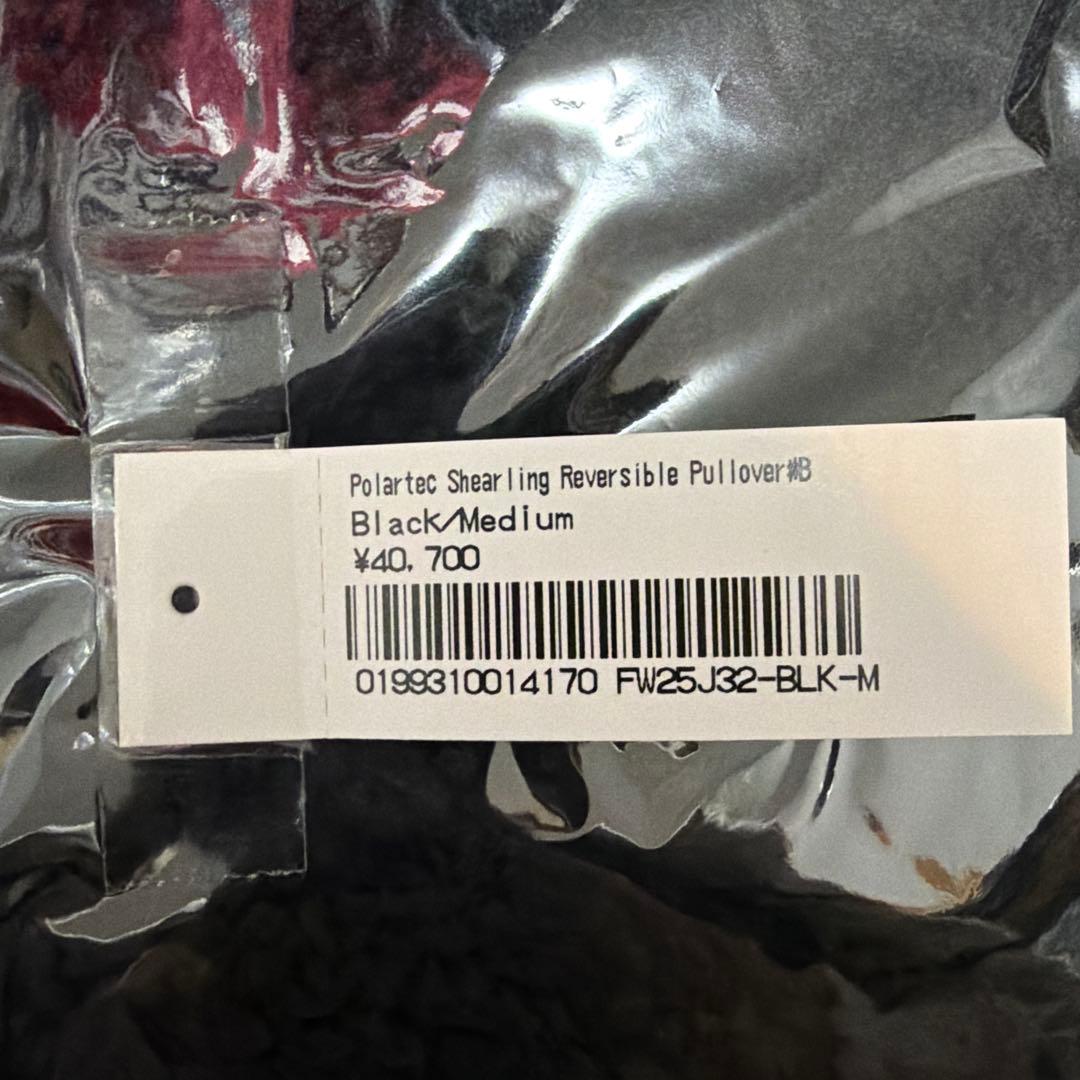 Polartec Shearling Reversible Pullover#B
Black/Medium
¥40,700
0199310014170 FW25J32-BLK-M